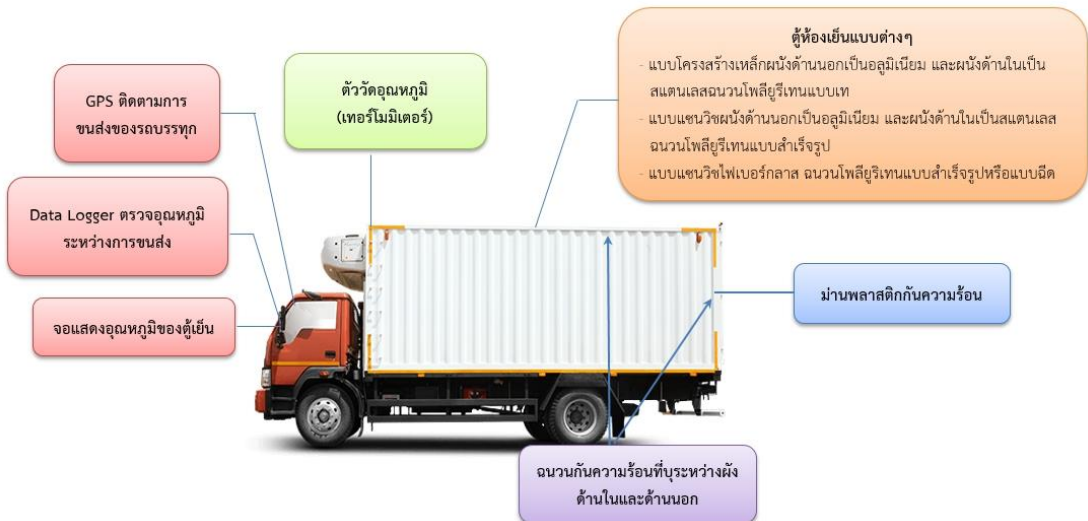 GPS ติดตามการ
ขนส่งของรถบรรทุก
Data Logger ตรวจอุณหภูมิ
ระหว่างการขนส่ง
จอแสดงอุณหภูมิของตู้เย็น
ตัววัดอุณหภูมิ
(เทอร์โมมิเตอร์)
ตู้ห้องเย็นแบบต่างๆ
- แบบโครงสร้างเหล็กผนังด้านนอกเป็นอลูมิเนียม และผนังด้านในเป็น
สแตนเลสฉนวนโพลียูรีเทนแบบเท
- แบบแซนวิชผนังด้านนอกเป็นอลูมิเนียม และผนังด้านในเป็นสแตนเลส
ฉนวนโพลียูรีเทนแบบสำเร็จรูป
- แบบแซนวิชไฟเบอร์กลาส ฉนวนโพลียูริเทนแบบสำเร็จรูปหรือแบบฉีด
ม่านพลาสติกกันความร้อน
ฉนวนกันความร้อนที่บุระหว่างผัง
ด้านในและด้านนอก